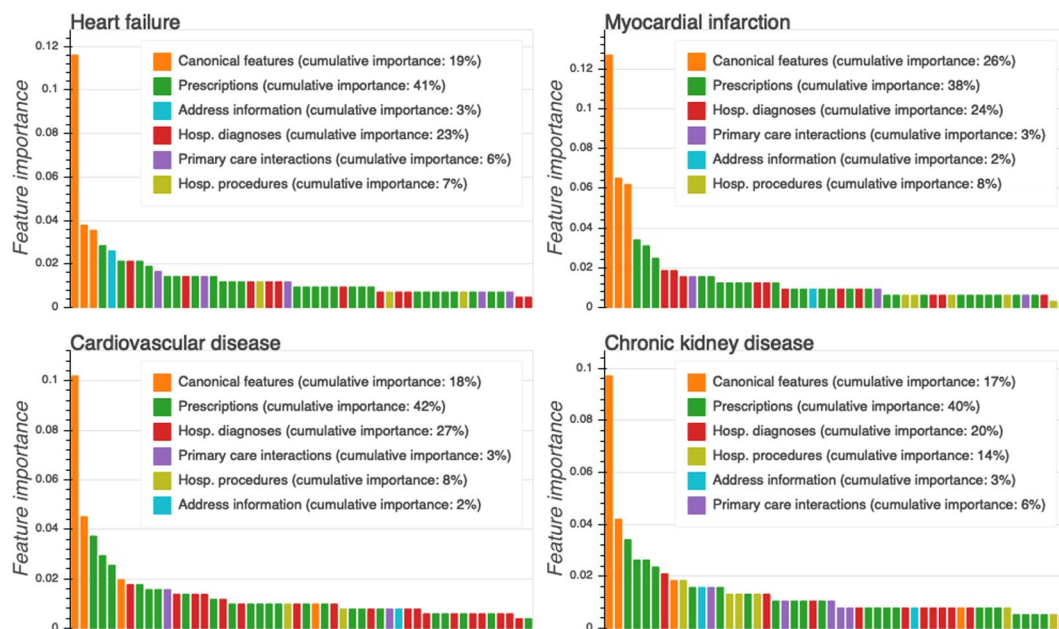 Heart failure
Feature importance
0.12
0.1
0.08
0.06
0.04
0.02
0
Canonical features (cumulative importance: 19%)
Prescriptions (cumulative importance: 41%)
Address information (cumulative importance: 3%)
Hosp. diagnoses (cumulative importance: 23%)
Primary care interactions (cumulative importance: 6%)
Hosp. procedures (cumulative importance: 7%)
Myocardial infarction
Feature importance
0.12
0.1
0.08
0.06
0.04
0.02
0
Canonical features (cumulative importance: 26%)
Prescriptions (cumulative importance: 38%)
Hosp. diagnoses (cumulative importance: 24%)
Primary care interactions (cumulative importance: 3%)
Address information (cumulative importance: 2%)
Hosp. procedures (cumulative importance: 8%)
Cardiovascular disease
Feature importance
0.1
0.08
0.06
0.04
0.02
0
Canonical features (cumulative importance: 18%)
Prescriptions (cumulative importance: 42%)
Hosp. diagnoses (cumulative importance: 27%)
Primary care interactions (cumulative importance: 3%)
Hosp. procedures (cumulative importance: 8%)
Address information (cumulative importance: 2%)
Chronic kidney disease
Feature importance
0.1
0.08
0.06
0.04
0.02
0
Canonical features (cumulative importance: 17%)
Prescriptions (cumulative importance: 40%)
Hosp. diagnoses (cumulative importance: 20%)
Hosp. procedures (cumulative importance: 14%)
Address information (cumulative importance: 3%)
Primary care interactions (cumulative importance: 6%)